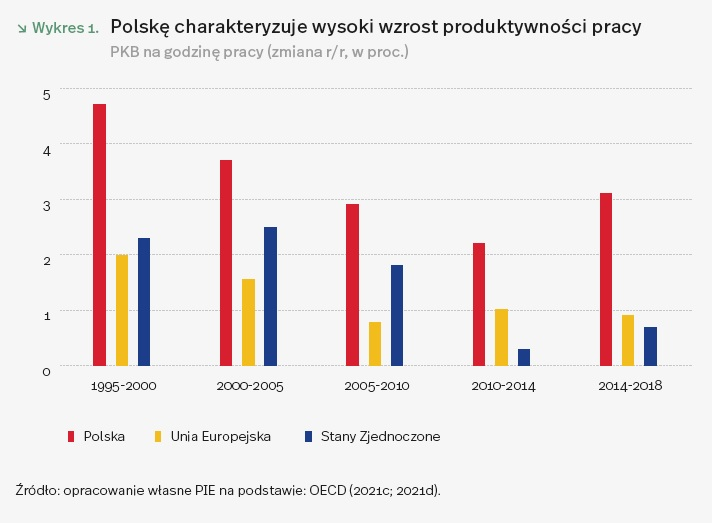 ↘ Wykres 1. Polskę charakteryzuje wysoki wzrost produktywności pracy
PKB na godzinę pracy (zmiana r/r, w proc.)
5
4
3
2
1
0
1995-2000 2000-2005 2005-2010 2010-2014 2014-2018
Polska Unia Europejska Stany Zjednoczone
Źródło: opracowanie własne PIE na podstawie: OECD (2021c; 2021d).